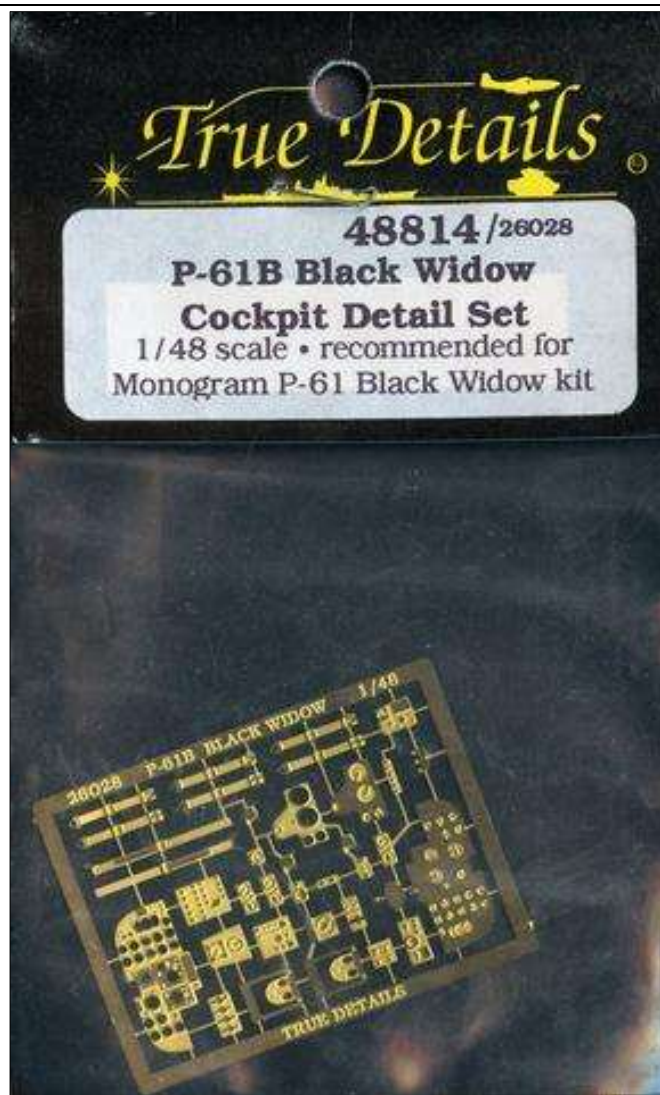 True Details
48814/26028
P-61B Black Widow
Cockpit Detail Set
1/48 scale • recommended for
Monogram P-61 Black Widow kit
26028 P-61B BLACK WIDOW 1/48
TRUE DETAILS